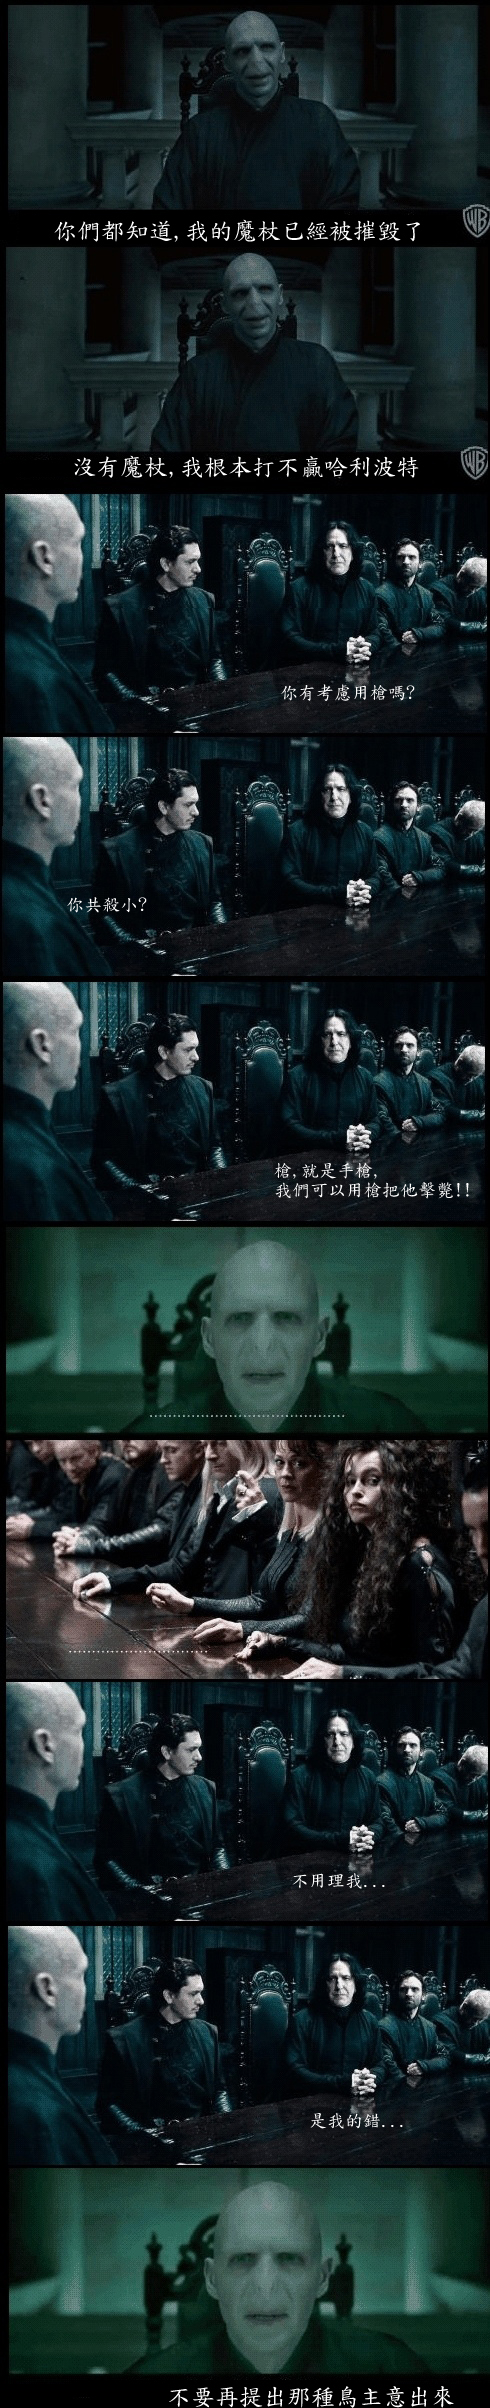 你們都知道, 我的魔杖已經被摧毀了
WB
沒有魔杖, 我根本打不贏哈利波特
WB
你有考慮用槍嗎?
你共殺小?
槍, 就是手槍,
我們可以用槍把他擊斃!!
........................................
..............................
不用理我...
是我的錯...
不要再提出那種鳥主意出來